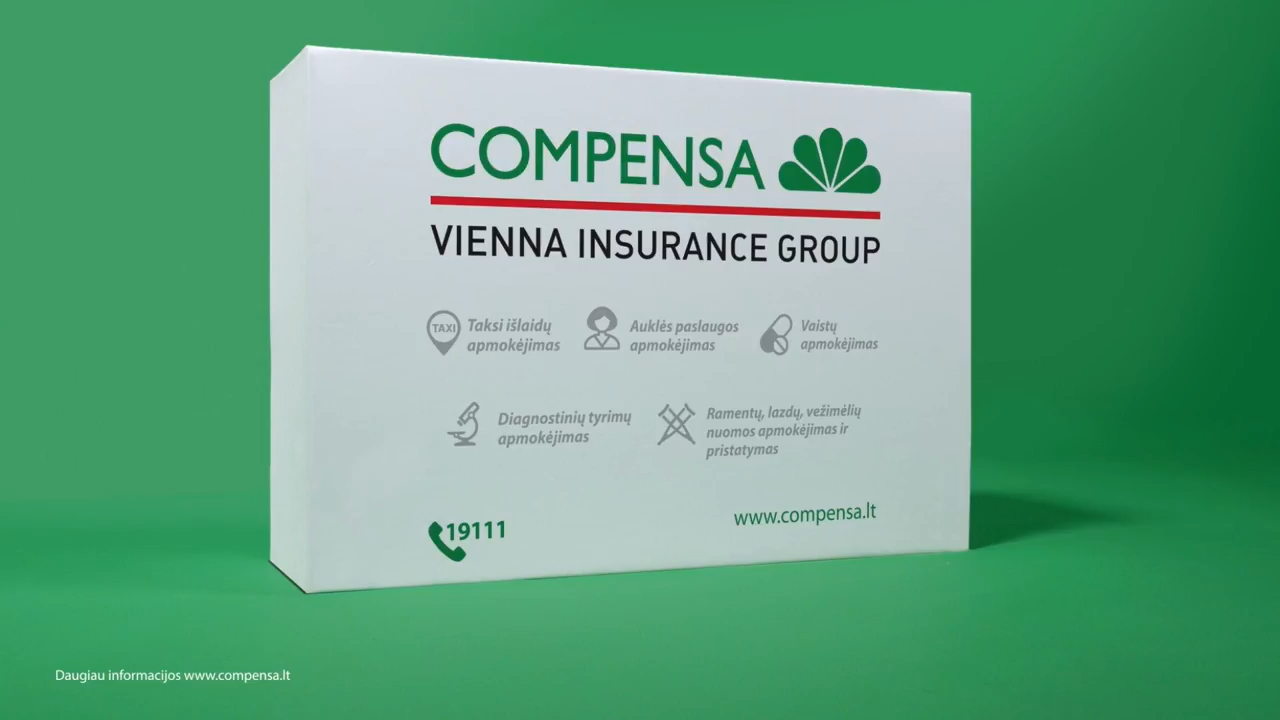 COMPENSA
VIENNA INSURANCE GROUP
TAXI
Taksi išlaidų
apmokėjimas
Auklės paslaugos
apmokėjimas
Vaistų
apmokėjimas
Diagnostinių tyrimų
apmokėjimas
Ramentų, lazdų, vežimėlių
nuomos apmokėjimas ir
pristatymas
19111
www.compensa.lt
Daugiau informacijos www.compensa.lt